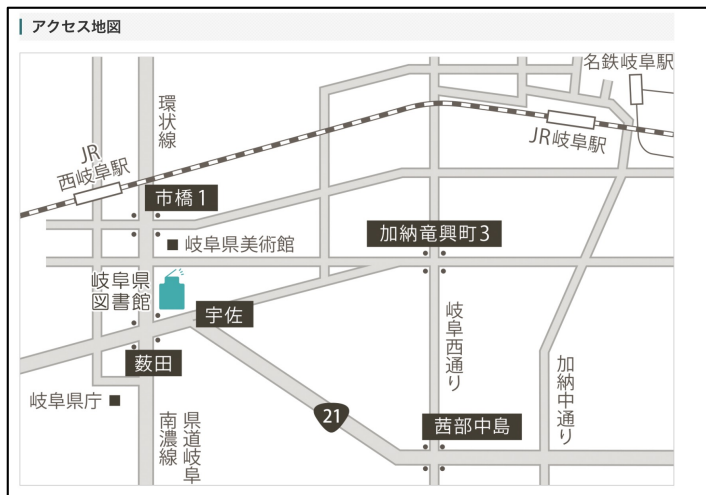 アクセス地図
名鉄岐阜駅
環状線
JR
西岐阜駅
JR岐阜駅
市橋1
岐阜県美術館
加納竜興町3
岐阜県
図書館
宇佐
薮田
岐阜西通り
加納中通り
岐阜県庁
21
茜部中島
県道岐阜
南濃線